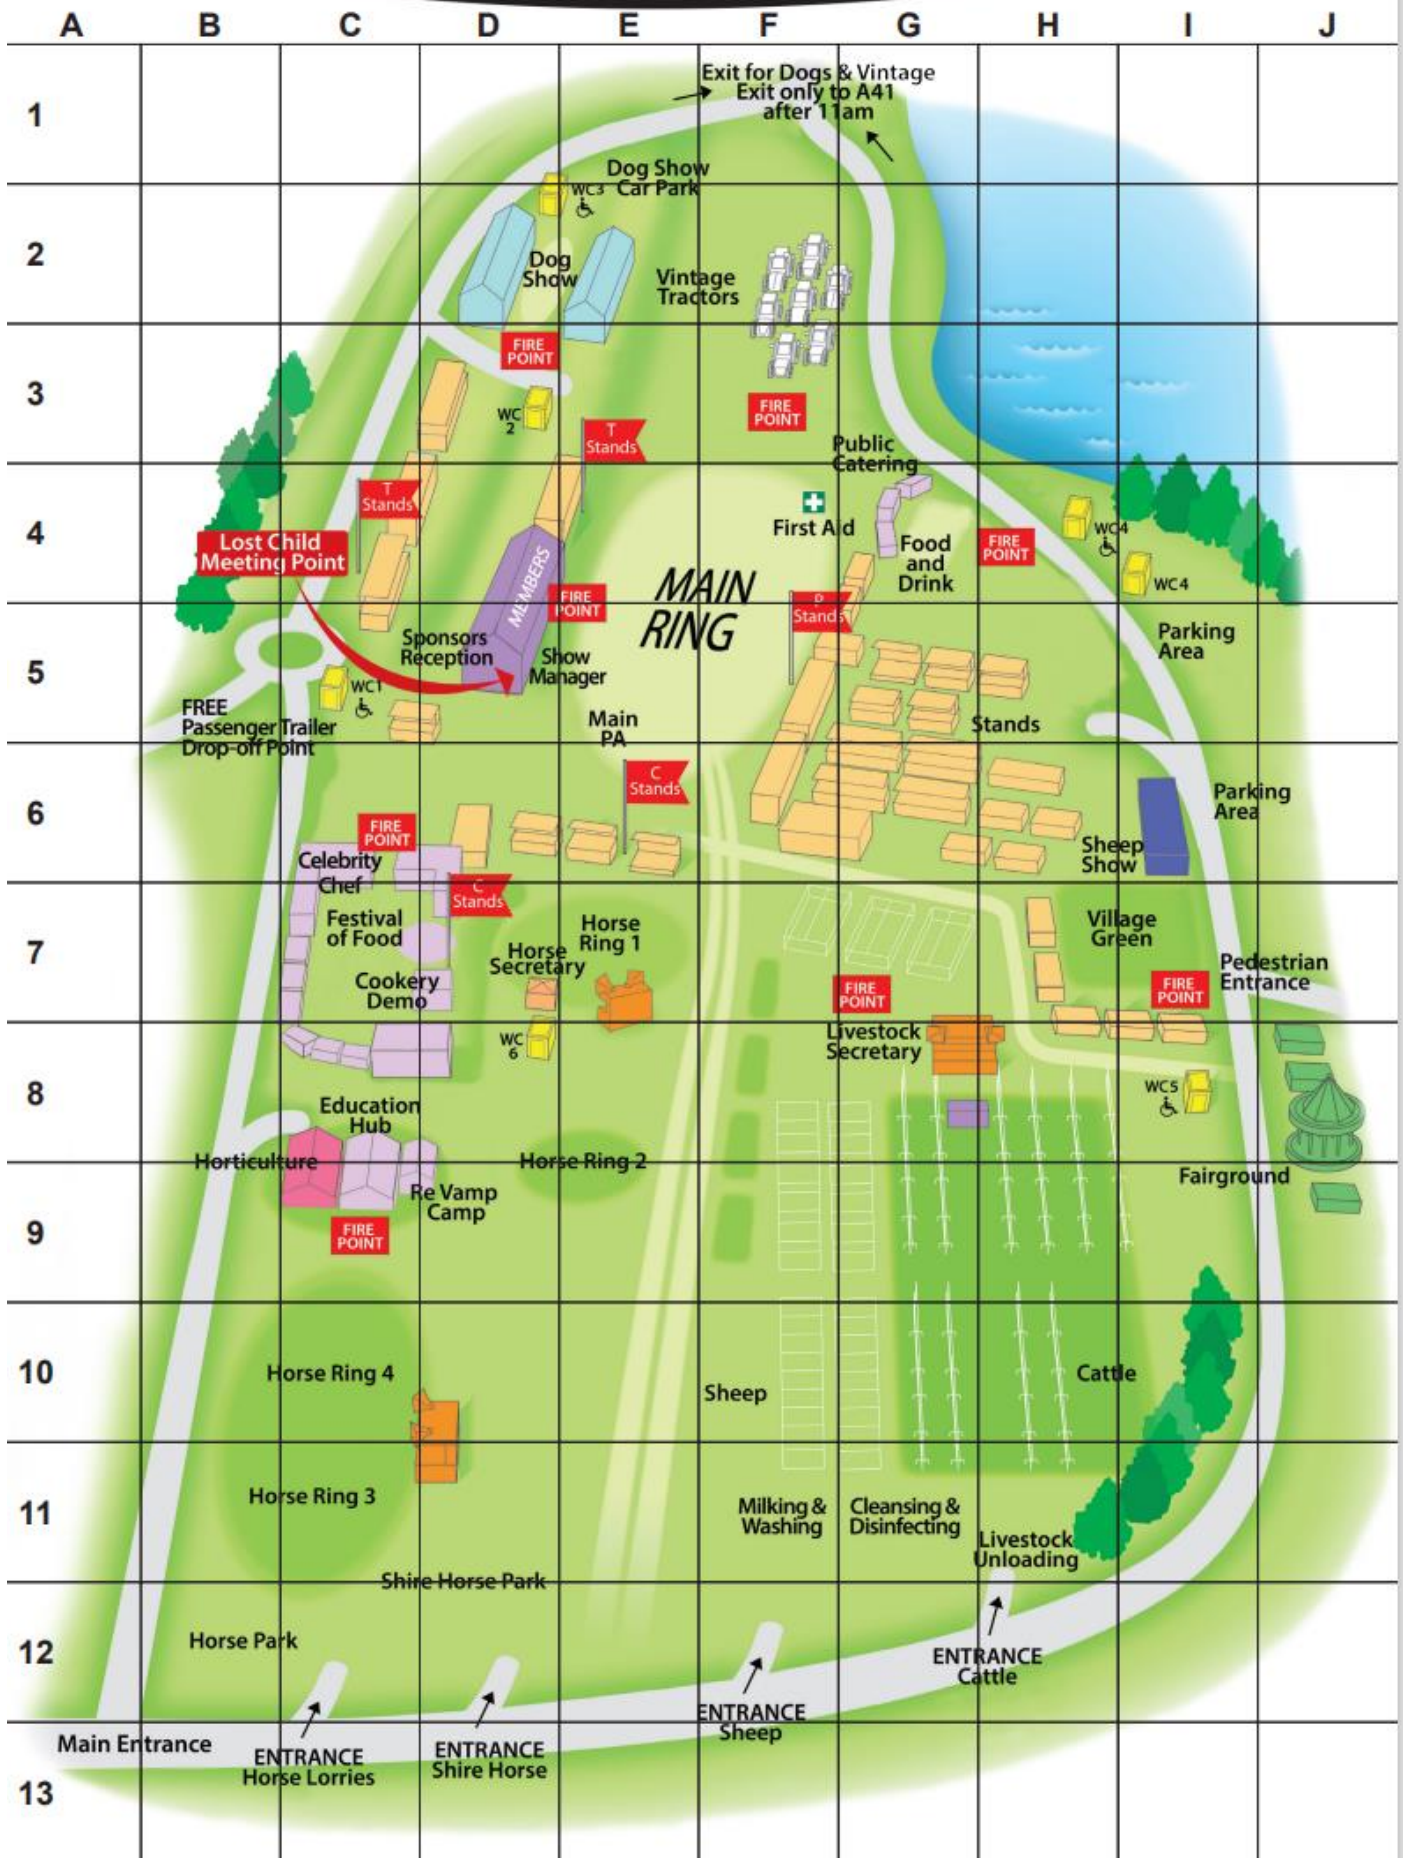 A B C D E F G H I J
1
Exit for Dogs & Vintage
Exit only to A41
after 11am
Dog Show
Car Park
WC3
2
Dog
Show
Vintage
Tractors
3
FIRE
POINT
WC
2
T
Stands
FIRE
POINT
Public
Catering
4
T
Stands
Lost Child
Meeting Point
MEMBERS
FIRE
POINT
First Aid
MAIN
RING
Food
and
Drink
FIRE
POINT
WC4
WC4
5
P
Stands
Sponsors
Reception
Show
Manager
WC1
FREE
Passenger Trailer
Drop-off Point
Main
PA
Stands
Parking
Area
6
C
Stands
FIRE
POINT
Celebrity
Chef
Sheep
Show
Parking
Area
7
C
Stands
Festival
of Food
Cookery
Demo
Horse
Secretary
Horse
Ring 1
FIRE
POINT
Village
Green
FIRE
POINT
Pedestrian
Entrance
8
WC
6
Livestock
Secretary
WC5
Education
Hub
Horticulture
Horse Ring 2
Fairground
9
Re Vamp
Camp
FIRE
POINT
10
Horse Ring 4
Sheep
Cattle
11
Horse Ring 3
Milking &
Washing
Cleansing &
Disinfecting
Livestock
Unloading
Shire Horse Park
12
Horse Park
ENTRANCE
Cattle
ENTRANCE
Sheep
13
Main Entrance
ENTRANCE
Horse Lorries
ENTRANCE
Shire Horse